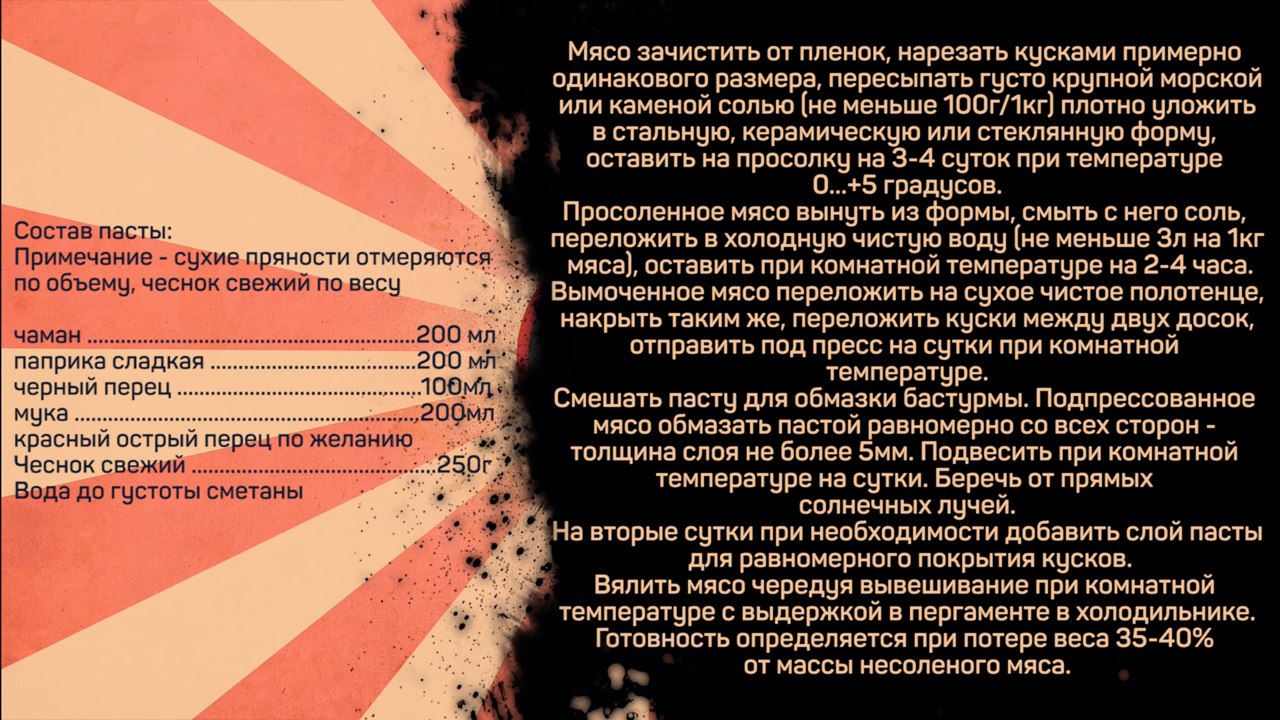 Состав пасты:
Примечание - сухие пряности отмеряются
по объему, чеснок свежий по весу
чаман ........................................................200 мл
паприка сладкая ...................................200 мл
черный перец .........................................100мл
мука ..........................................................200мл
красный острый перец по желанию
Чеснок свежий .........................................250г
Вода до густоты сметаны
Мясо зачистить от пленок, нарезать кусками примерно
одинакового размера, пересыпать густо крупной морской
или каменой солью (не меньше 100г/1кг) плотно уложить
в стальную, керамическую или стеклянную форму,
оставить на просолку на 3-4 суток при температуре
0...+5 градусов.
Просоленное мясо вынуть из формы, смыть с него соль,
переложить в холодную чистую воду (не меньше 3л на 1кг
мяса), оставить при комнатной температуре на 2-4 часа.
Вымоченное мясо переложить на сухое чистое полотенце,
накрыть таким же, переложить куски между двух досок,
отправить под пресс на сутки при комнатной
температуре.
Смешать пасту для обмазки бастурмы. Подпрессованное
мясо обмазать пастой равномерно со всех сторон -
толщина слоя не более 5мм. Подвесить при комнатной
температуре на сутки. Беречь от прямых
солнечных лучей.
На вторые сутки при необходимости добавить слой пасты
для равномерного покрытия кусков.
Вялить мясо чередуя вывешивание при комнатной
температуре с выдержкой в пергаменте в холодильнике.
Готовность определяется при потере веса 35-40%
от массы несоленого мяса.